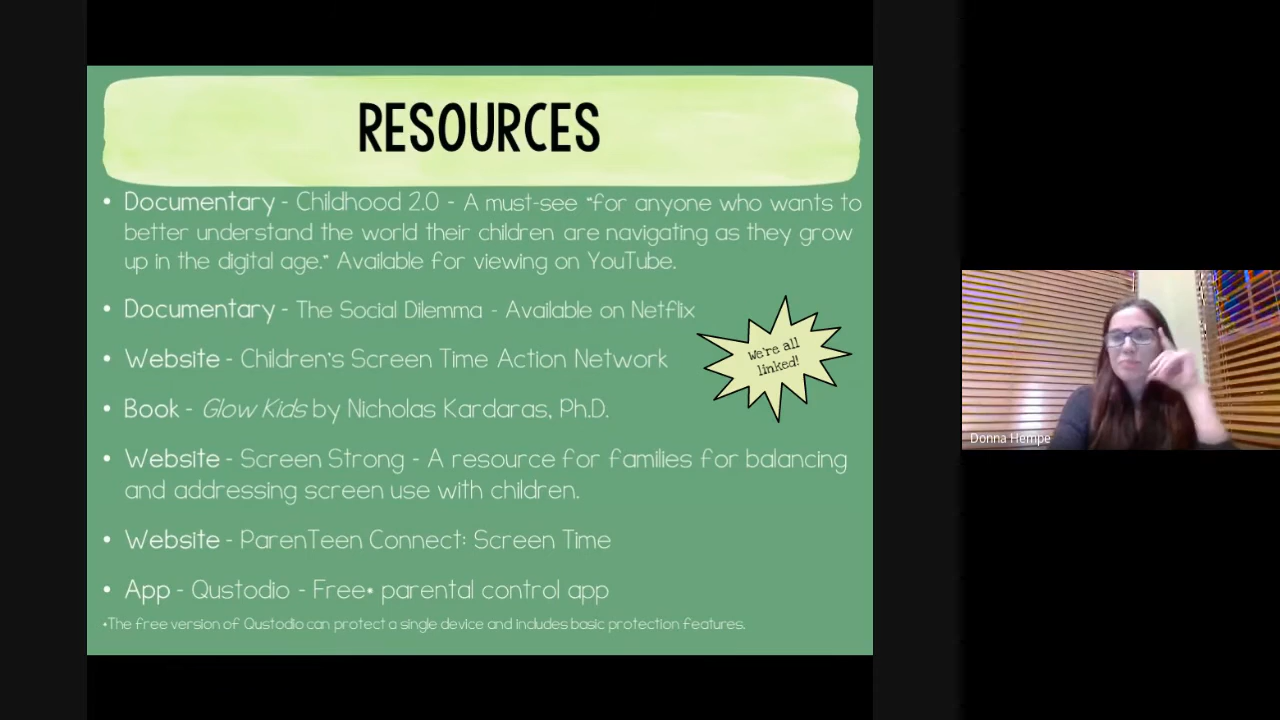 RESOURCES
• Documentary - Childhood 2.0 - A must-see "for anyone who wants to
better understand the world their children are navigating as they grow
up in the digital age." Available for viewing on YouTube.
• Documentary - The Social Dilemma - Available on Netflix
• Website - Children's Screen Time Action Network
We're all
linked!
• Book - Glow Kids by Nicholas Kardaras, Ph.D.
• Website - Screen Strong - A resource for families for balancing
and addressing screen use with children.
• Website - ParenTeen Connect: Screen Time
• App - Qustodio - Free* parental control app
*The free version of Qustodio can protect a single device and includes basic protection features.
Donna Hempe